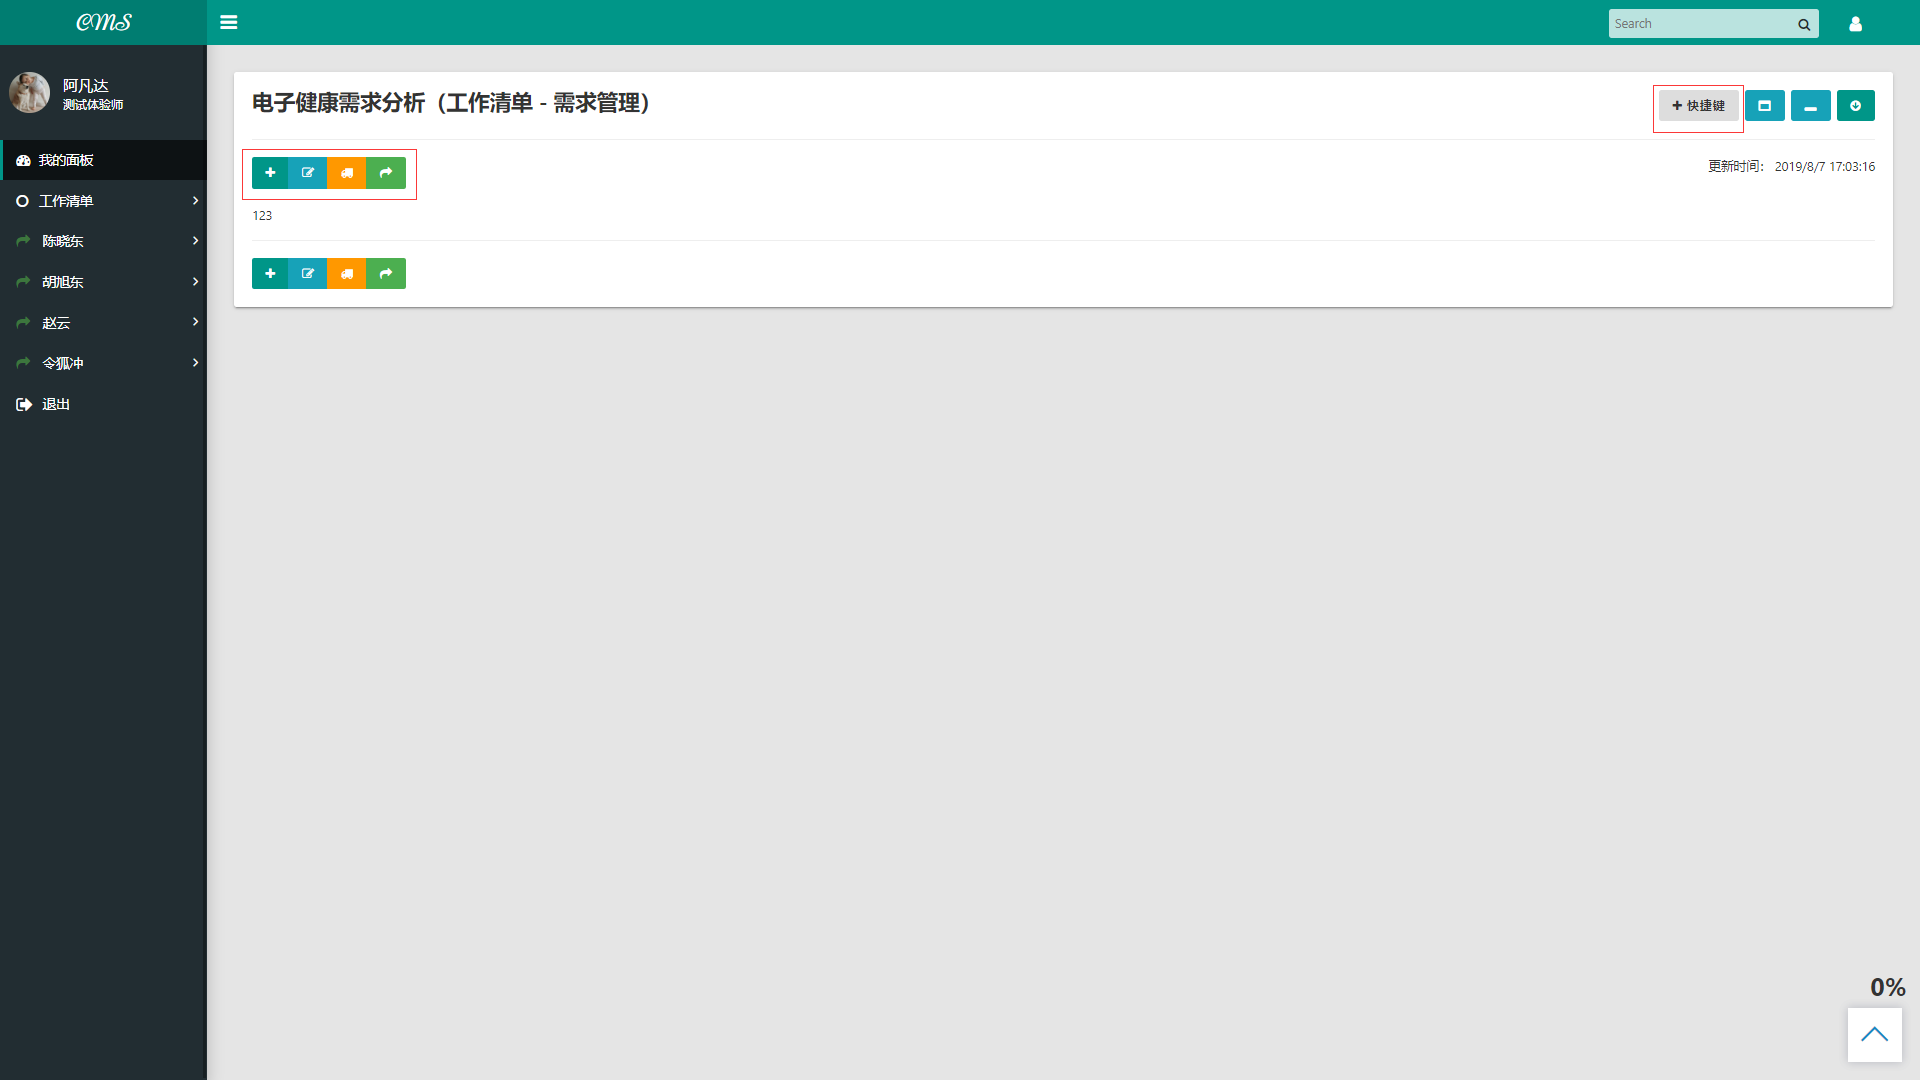 CMS
Search
阿凡达
测试体验师
我的面板
工作清单
陈晓东
胡旭东
赵云
令狐冲
退出
电子健康需求分析（工作清单 - 需求管理）
快捷键
更新时间： 2019/8/7 17:03:16
123
0%